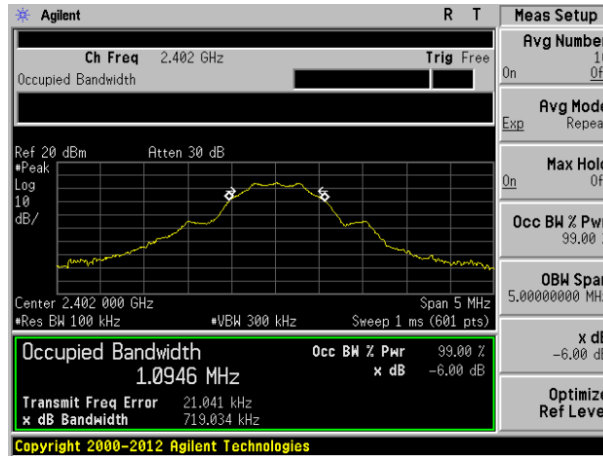 Agilent R T
Ch Freq 2.402 GHz Trig Free
Occupied Bandwidth
Ref 20 dBm Atten 30 dB
#Peak
Log
10
dB/
Center 2.402 000 GHz Span 5 MHz
#Res BW 100 kHz #VBW 300 kHz Sweep 1 ms (601 pts)
Occupied Bandwidth Occ BW % Pwr 99.00 %
1.0946 MHz x dB -6.00 dB
Transmit Freq Error 21.041 kHz
x dB Bandwidth 719.034 kHz
Copyright 2000-2012 Agilent Technologies
Meas Setup
Avg Number
On
Avg Mode
Exp Repea
Max Hold
On Of
Occ BW % Pwr
99.00
OBW Span
5.00000000 MH
x dB
-6.00 dB
Optimize
Ref Level